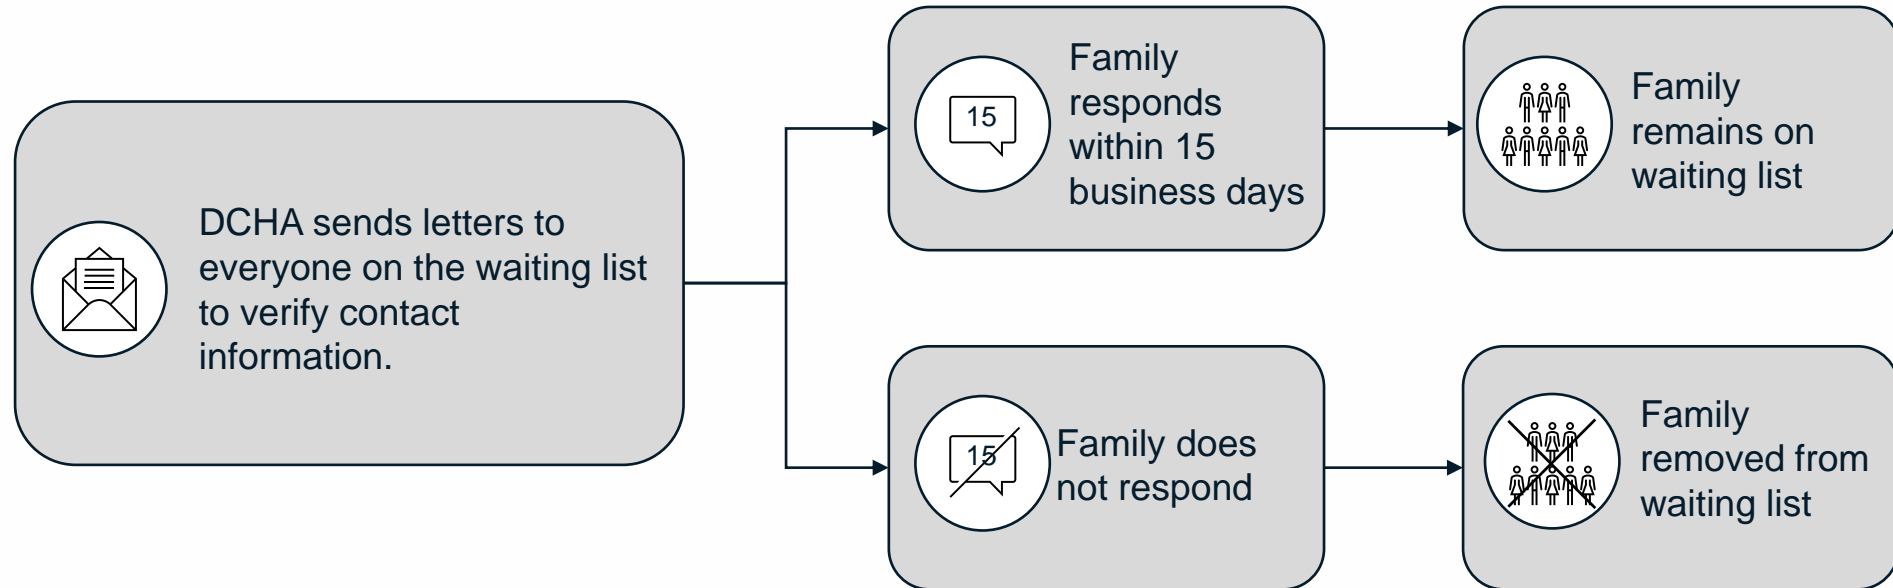 DCHA sends letters to
everyone on the waiting list
to verify contact
information.
15
Family
responds
within 15
business days
Family
remains on
waiting list
15
Family does
not respond
Family
removed from
waiting list